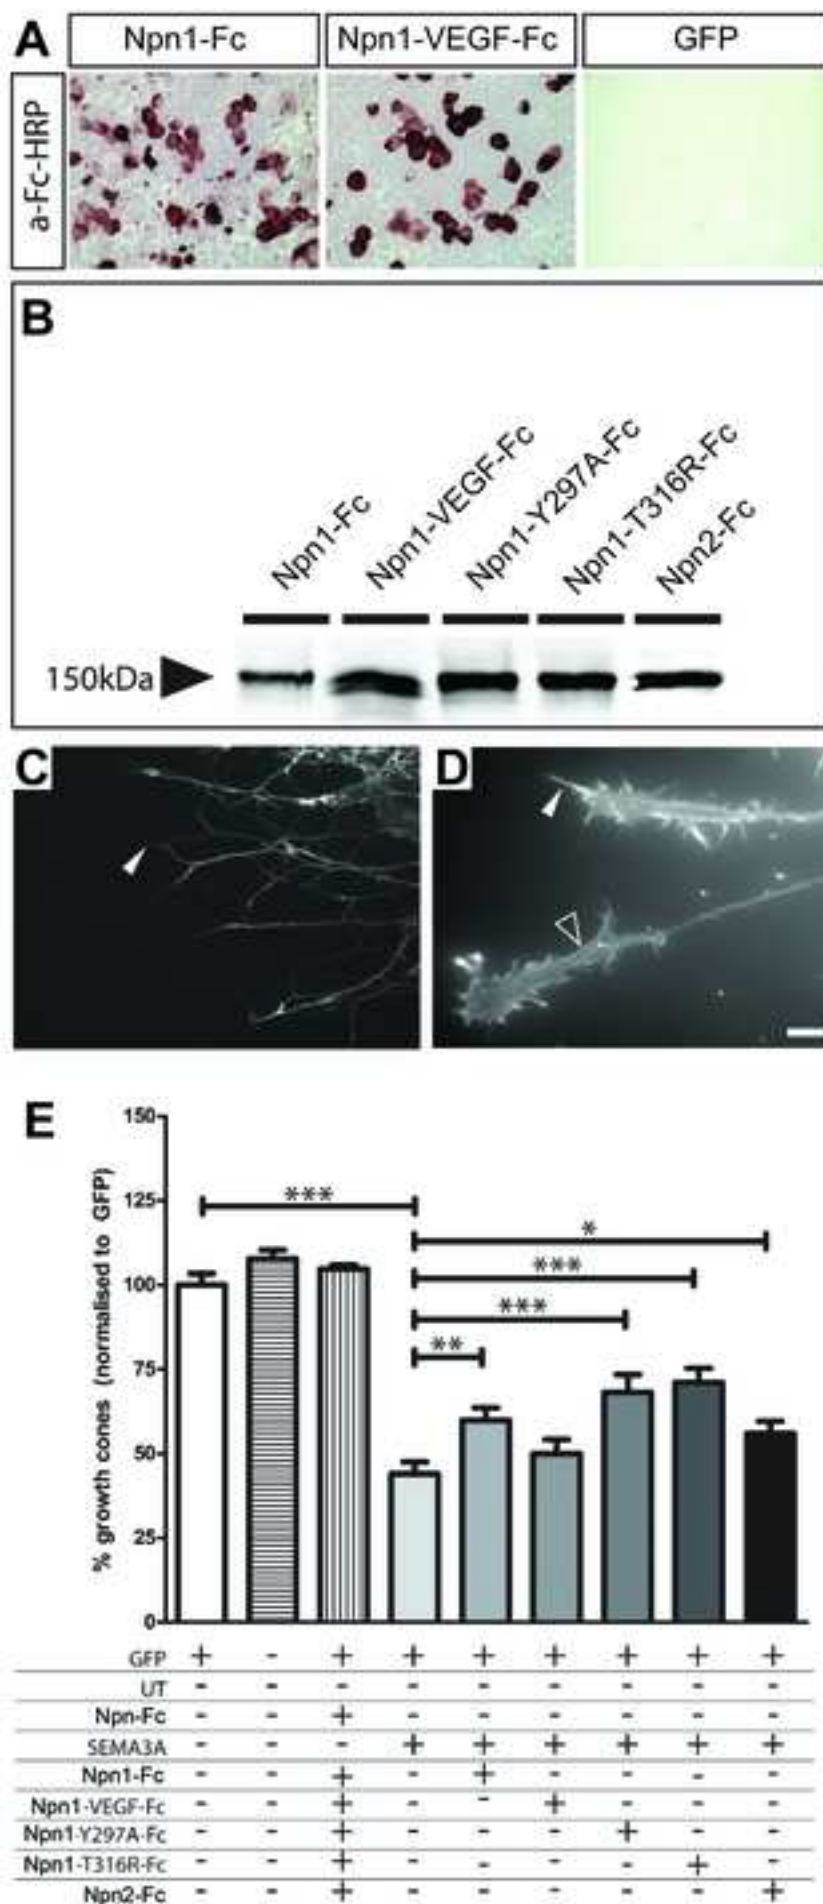 A Npn1-Fc Npn1-VEGF-Fc GFP
a-Fc-HRP
B
Npn1-Fc Npn1-VEGF-Fc Npn1-Y297A-Fc Npn1-T316R-Fc Npn2-Fc
150kDa
C D
E
% growth cones (normalised to GFP)
150
125
100
75
50
25
0
***
*
***
***
**
GFP + - + + + + + + +
UT - - - - - - - - -
Npn-Fc - - + - - - - - -
SEMA3A - - - + + + + + +
Npn1-Fc - - + - + - - - -
Npn1-VEGF-Fc - - + - - + - - -
Npn1-Y297A-Fc - - + - - - + - -
Npn1-T316R-Fc - - + - - - - + -
Npn2-Fc - - + - - - - - +